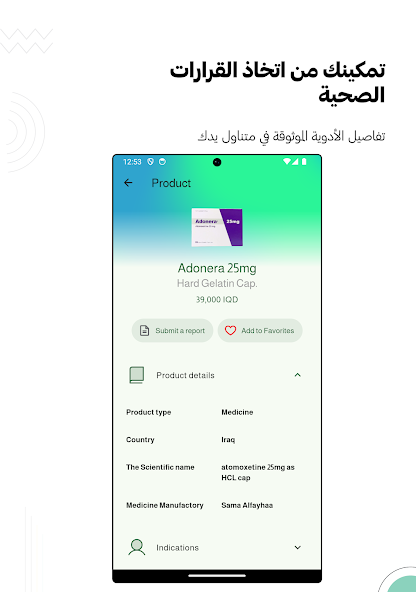 تمكينك من اتخاذ القرارات
الصحية
تفاصيل الأدوية الموثوقة في متناول يدك
12:53
Product
Adonera 25mg
Adonera 25mg
Hard Gelatin Cap.
39,000 IQD
Submit a report
Add to Favorites
Product details
Product type Medicine
Country Iraq
The Scientific name atomoxetine 25mg as
HCL cap
Medicine Manufactory Sama Alfayhaa
Indications